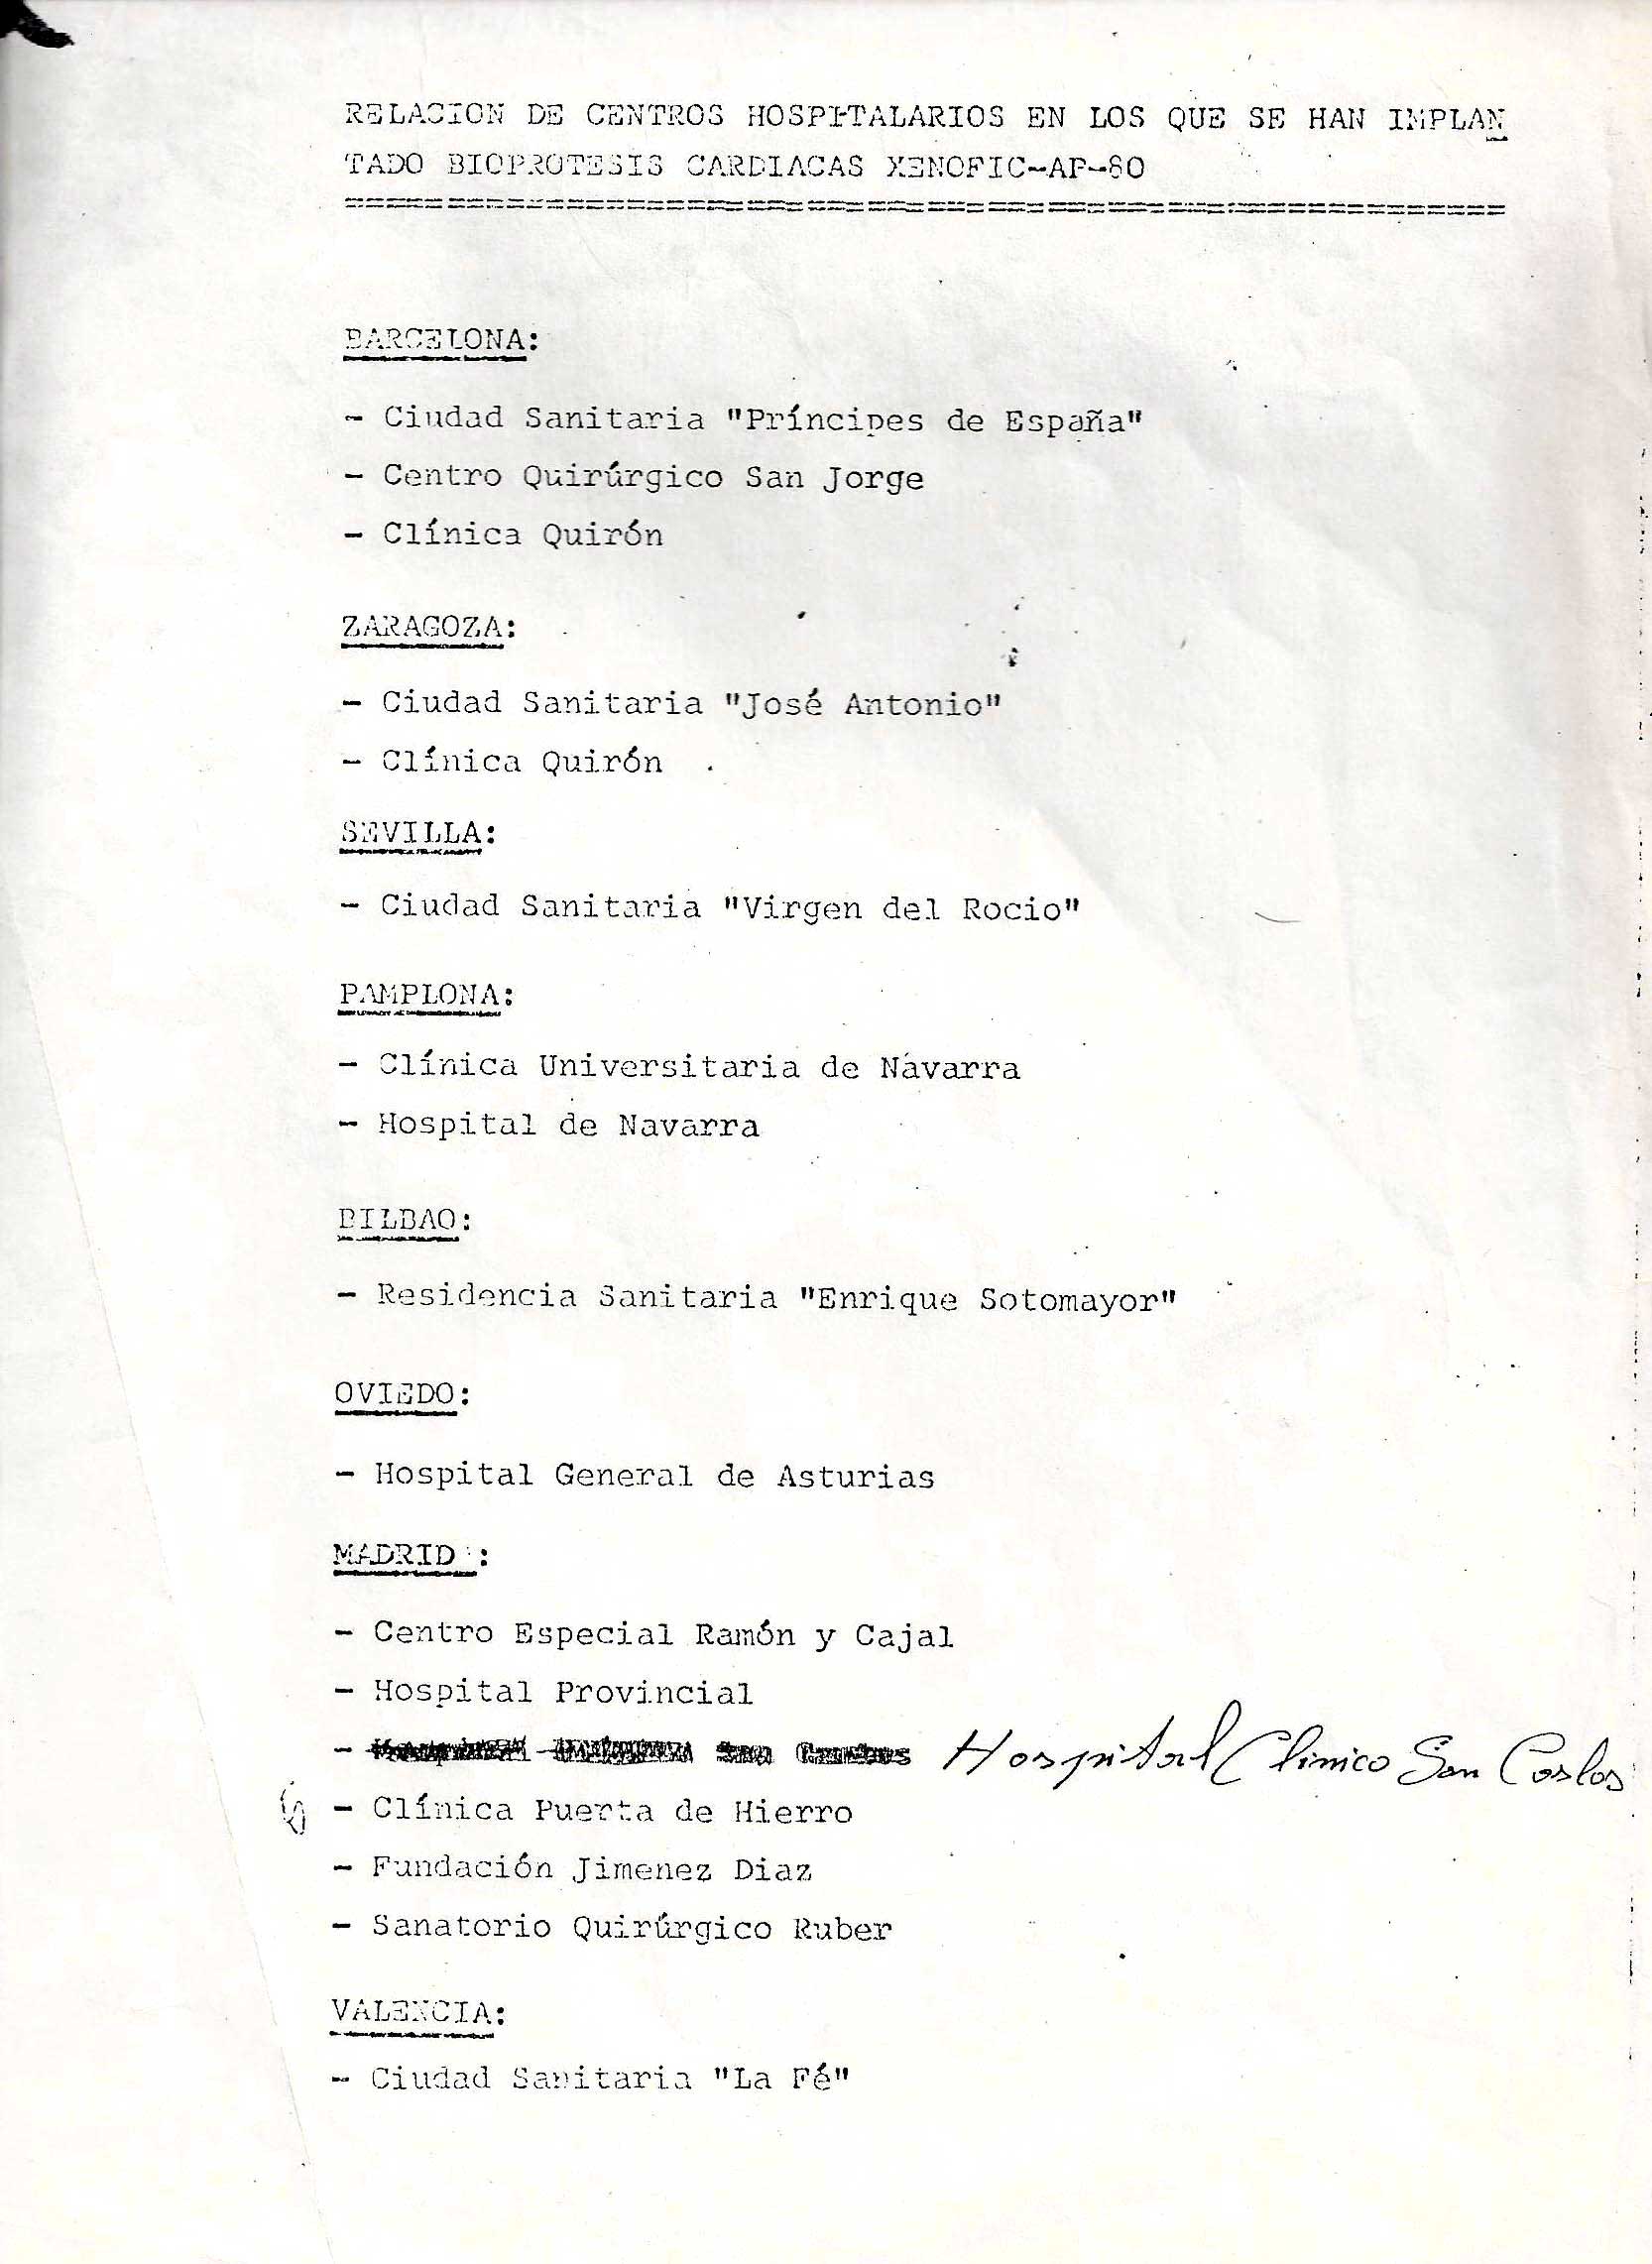 RELACION DE CENTROS HOSPITALARIOS EN LOS QUE SE HAN IMPLAN
TADO BIOPROTESIS CARDIACAS XENOFIC-AP-80
==========================================================
BARCELONA:
- Ciudad Sanitaria "Príncipes de España"
- Centro Quirúrgico San Jorge
- Clínica Quirón
ZARAGOZA:
- Ciudad Sanitaria "José Antonio"
- Clínica Quirón
SEVILLA:
- Ciudad Sanitaria "Virgen del Rocio"
PAMPLONA:
- Clínica Universitaria de Navarra
- Hospital de Navarra
BILBAO:
- Residencia Sanitaria "Enrique Sotomayor"
OVIEDO:
- Hospital General de Asturias
MADRID :
- Centro Especial Ramón y Cajal
- Hospital Provincial
- Hospital Clinico San Carlos
- Clínica Puerta de Hierro
- Fundación Jimenez Diaz
- Sanatorio Quirúrgico Ruber
VALENCIA:
- Ciudad Sanitaria "La Fé"